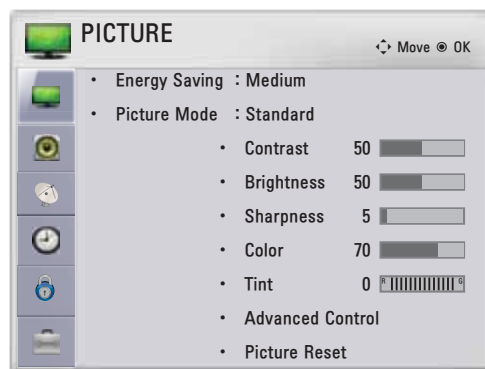 PICTURE
Move OK
• Energy Saving : Medium
• Picture Mode : Standard
• Contrast 50
• Brightness 50
• Sharpness 5
• Color 70
• Tint 0 R G
• Advanced Control
• Picture Reset